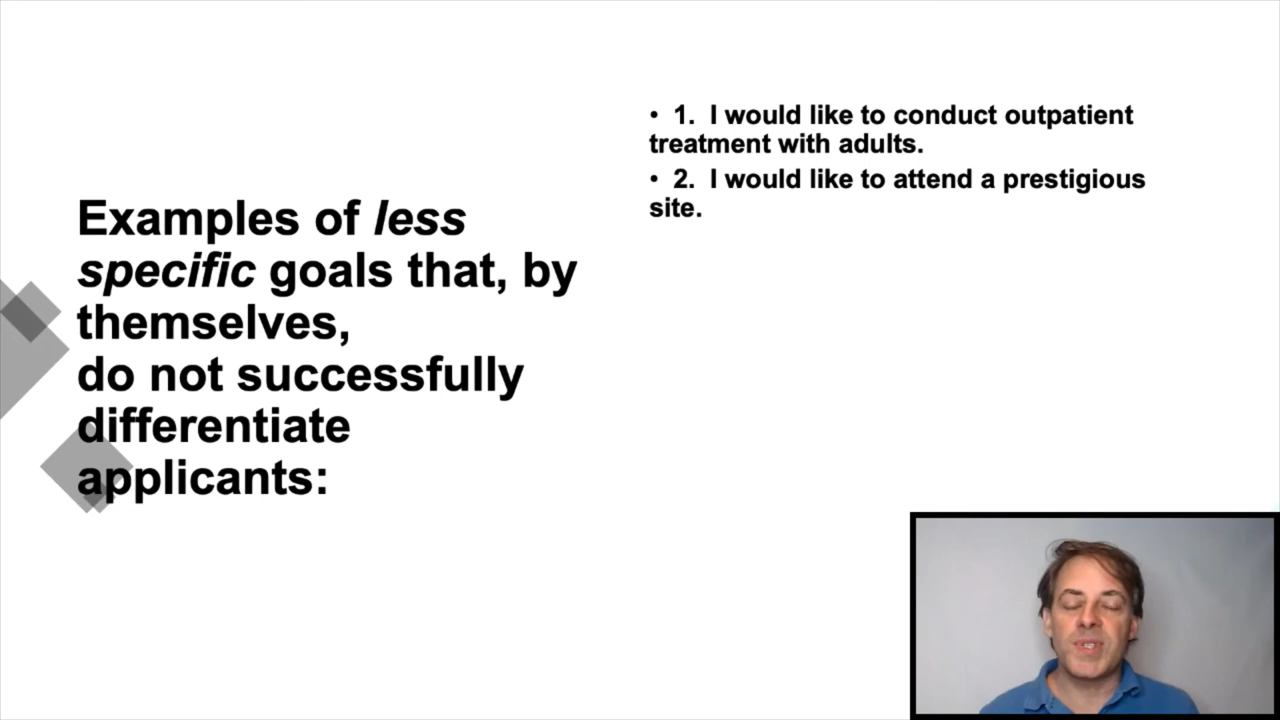 Examples of less
specific goals that, by
themselves,
do not successfully
differentiate
applicants:
• 1. I would like to conduct outpatient
treatment with adults.
• 2. I would like to attend a prestigious
site.